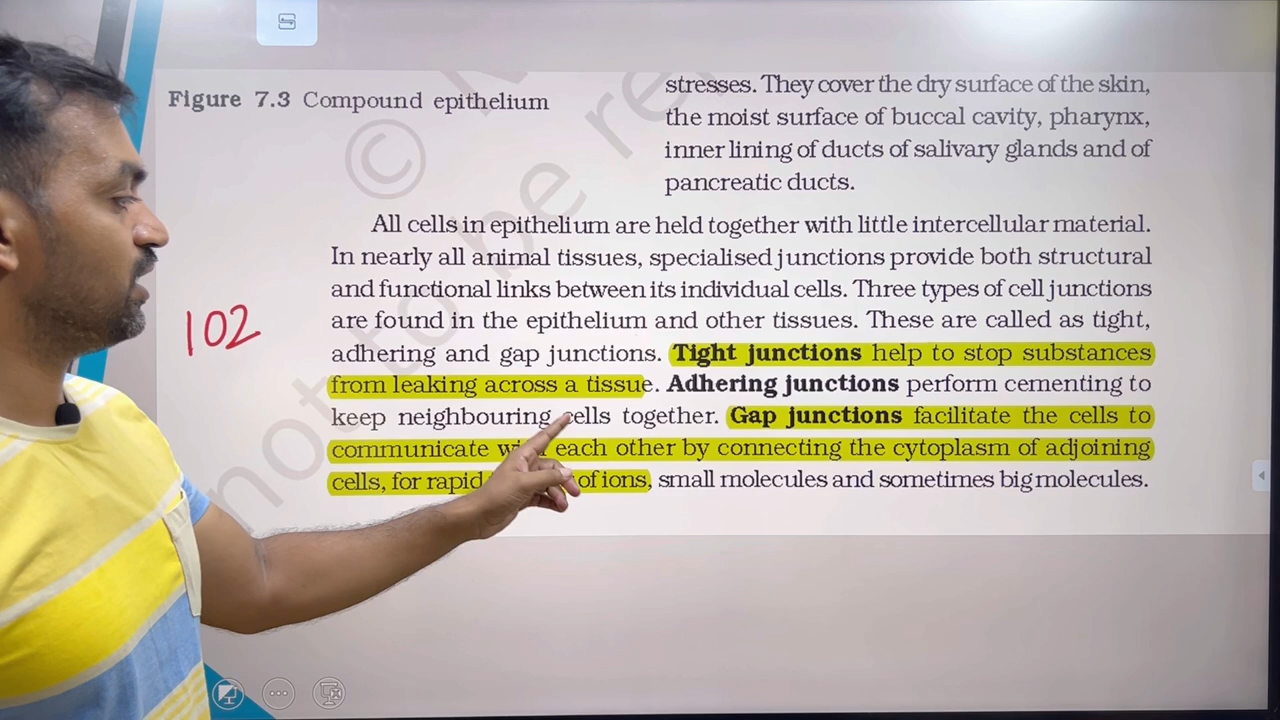 Figure 7.3 Compound epithelium
stresses. They cover the dry surface of the skin,
the moist surface of buccal cavity, pharynx,
inner lining of ducts of salivary glands and of
pancreatic ducts.
All cells in epithelium are held together with little intercellular material.
In nearly all animal tissues, specialised junctions provide both structural
and functional links between its individual cells. Three types of cell junctions
are found in the epithelium and other tissues. These are called as tight,
adhering and gap junctions. Tight junctions help to stop substances
from leaking across a tissue. Adhering junctions perform cementing to
keep neighbouring cells together. Gap junctions facilitate the cells to
communicate each other by connecting the cytoplasm of adjoining
cells, for rapid of ions, small molecules and sometimes big molecules.
102
© N
not to be re